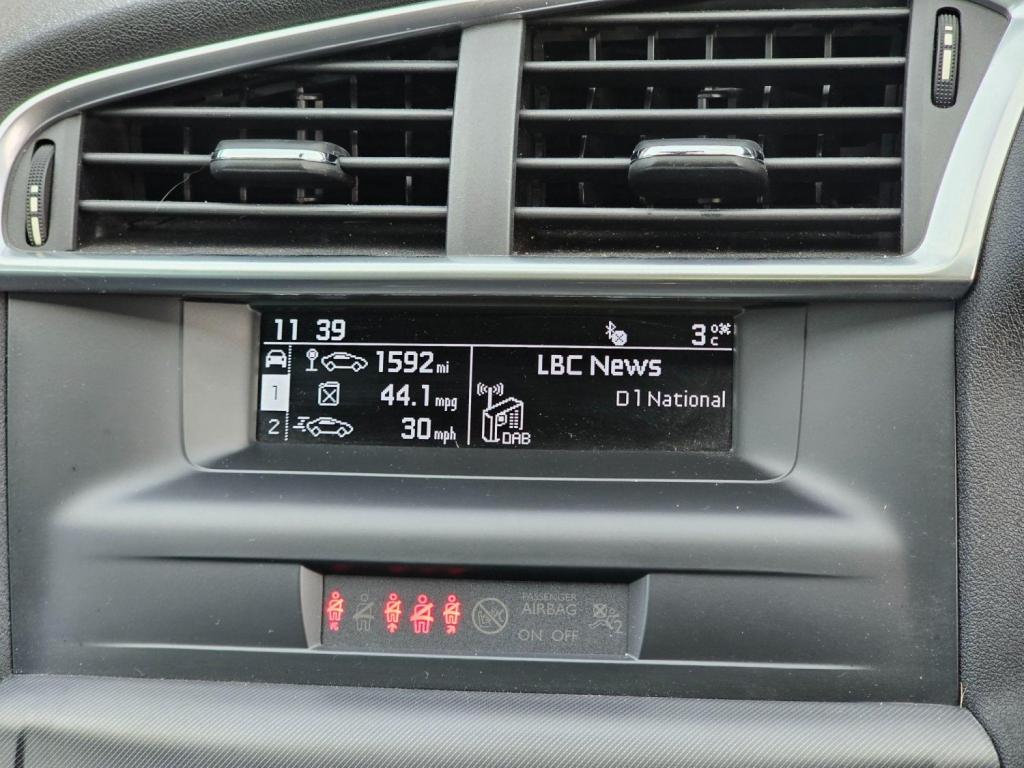 11 39
3 °C
1592 mi
1
44.1 mpg
2
30 mph
LBC News
D1 National
DAB
PASSENGER
AIRBAG
ON OFF
2